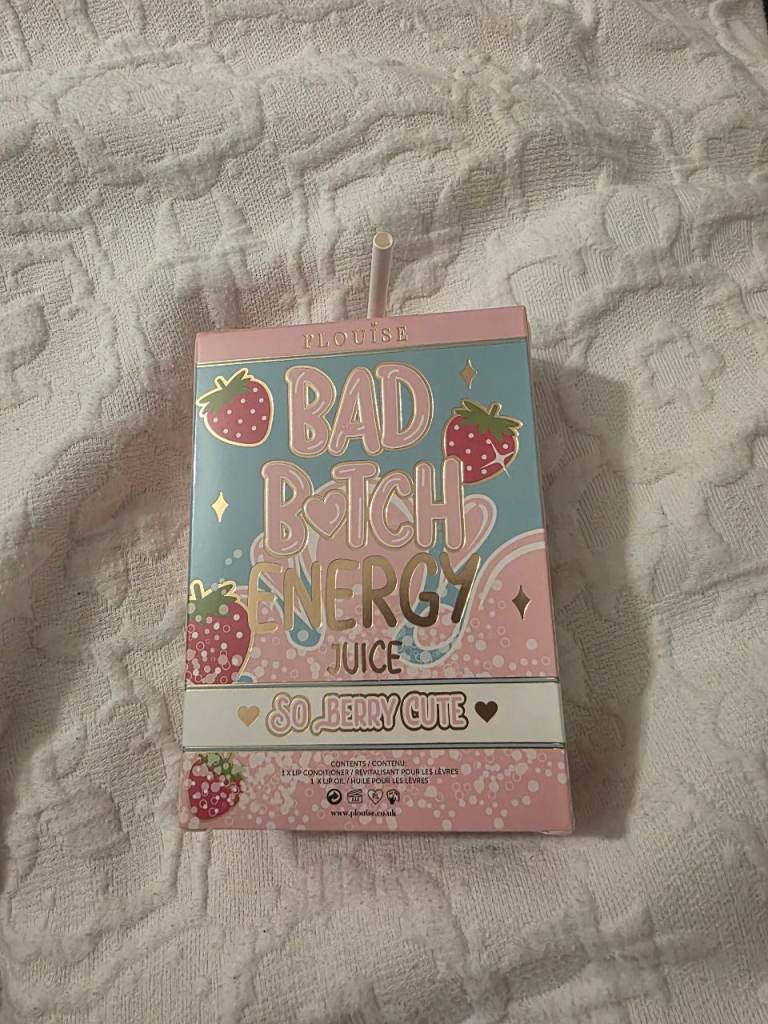 PLOUÏSE
BAD
B♥TCH
ENERGY
JUICE
♥ SO BERRY CUTE ♥
CONTENTS / CONTENU:
1 X LIP CONDITIONER / REVITALISANT POUR LES LÈVRES
1 X LIP OIL / HUILE POUR LES LÈVRES
www.plouise.co.uk